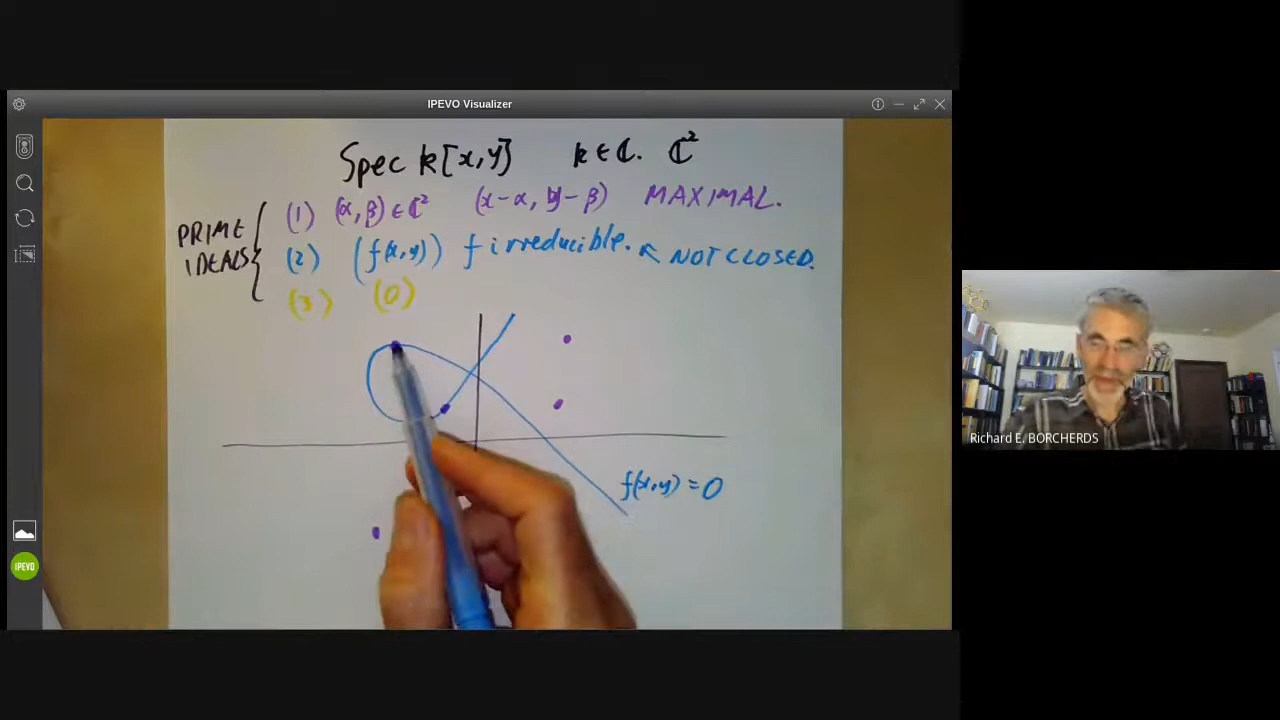 IPEVO Visualizer
Spec k[x,y] k ∈ ℂ. ℂ²
PRIME IDEALS
(1) (α, β) ∈ ℂ² (x-α, y-β) MAXIMAL.
(2) (f(x,y)) f irreducible. ↖ NOT CLOSED.
(3) (0)
f(x,y) = 0
Richard E. BORCHERDS
IPEVO